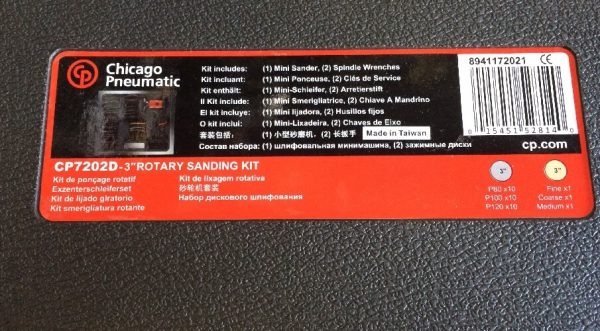 Chicago
Pneumatic
Kit includes: (1) Mini Sander, (2) Spindle Wrenches
Kit incluant: (1) Mini Ponceuse, (2) Clés de Service
Kit enthält: (1) Mini-Schleifer, (2) Arretierstift
Il Kit include: (1) Mini Smerigliatrice, (2) Chiave A Mandrino
El kit incluye: (1) Mini lijadora, (2) Husillos fijos
O kit inclui: (1) Mini-Lixadeira, (2) Chaves de Eixo
套装包括: (1) 小型砂磨机, (2) 长扳手 Made in Taiwan
Состав набора: (1) шлифовальная минимашина, (2) зажимные диски
8941172021 CE
0 15451 52814 0
cp.com
CP7202D-3"ROTARY SANDING KIT
Kit de ponçage rotatif
Exzenterschleiferset
Kit de lijado giratorio
Kit smerigliatura rotante
Kit de lixagem rotativa
砂轮机套装
Набор дискового шлифования
3"
P80 x10
P100 x10
P120 x10
3"
Fine x1
Coarse x1
Medium x1